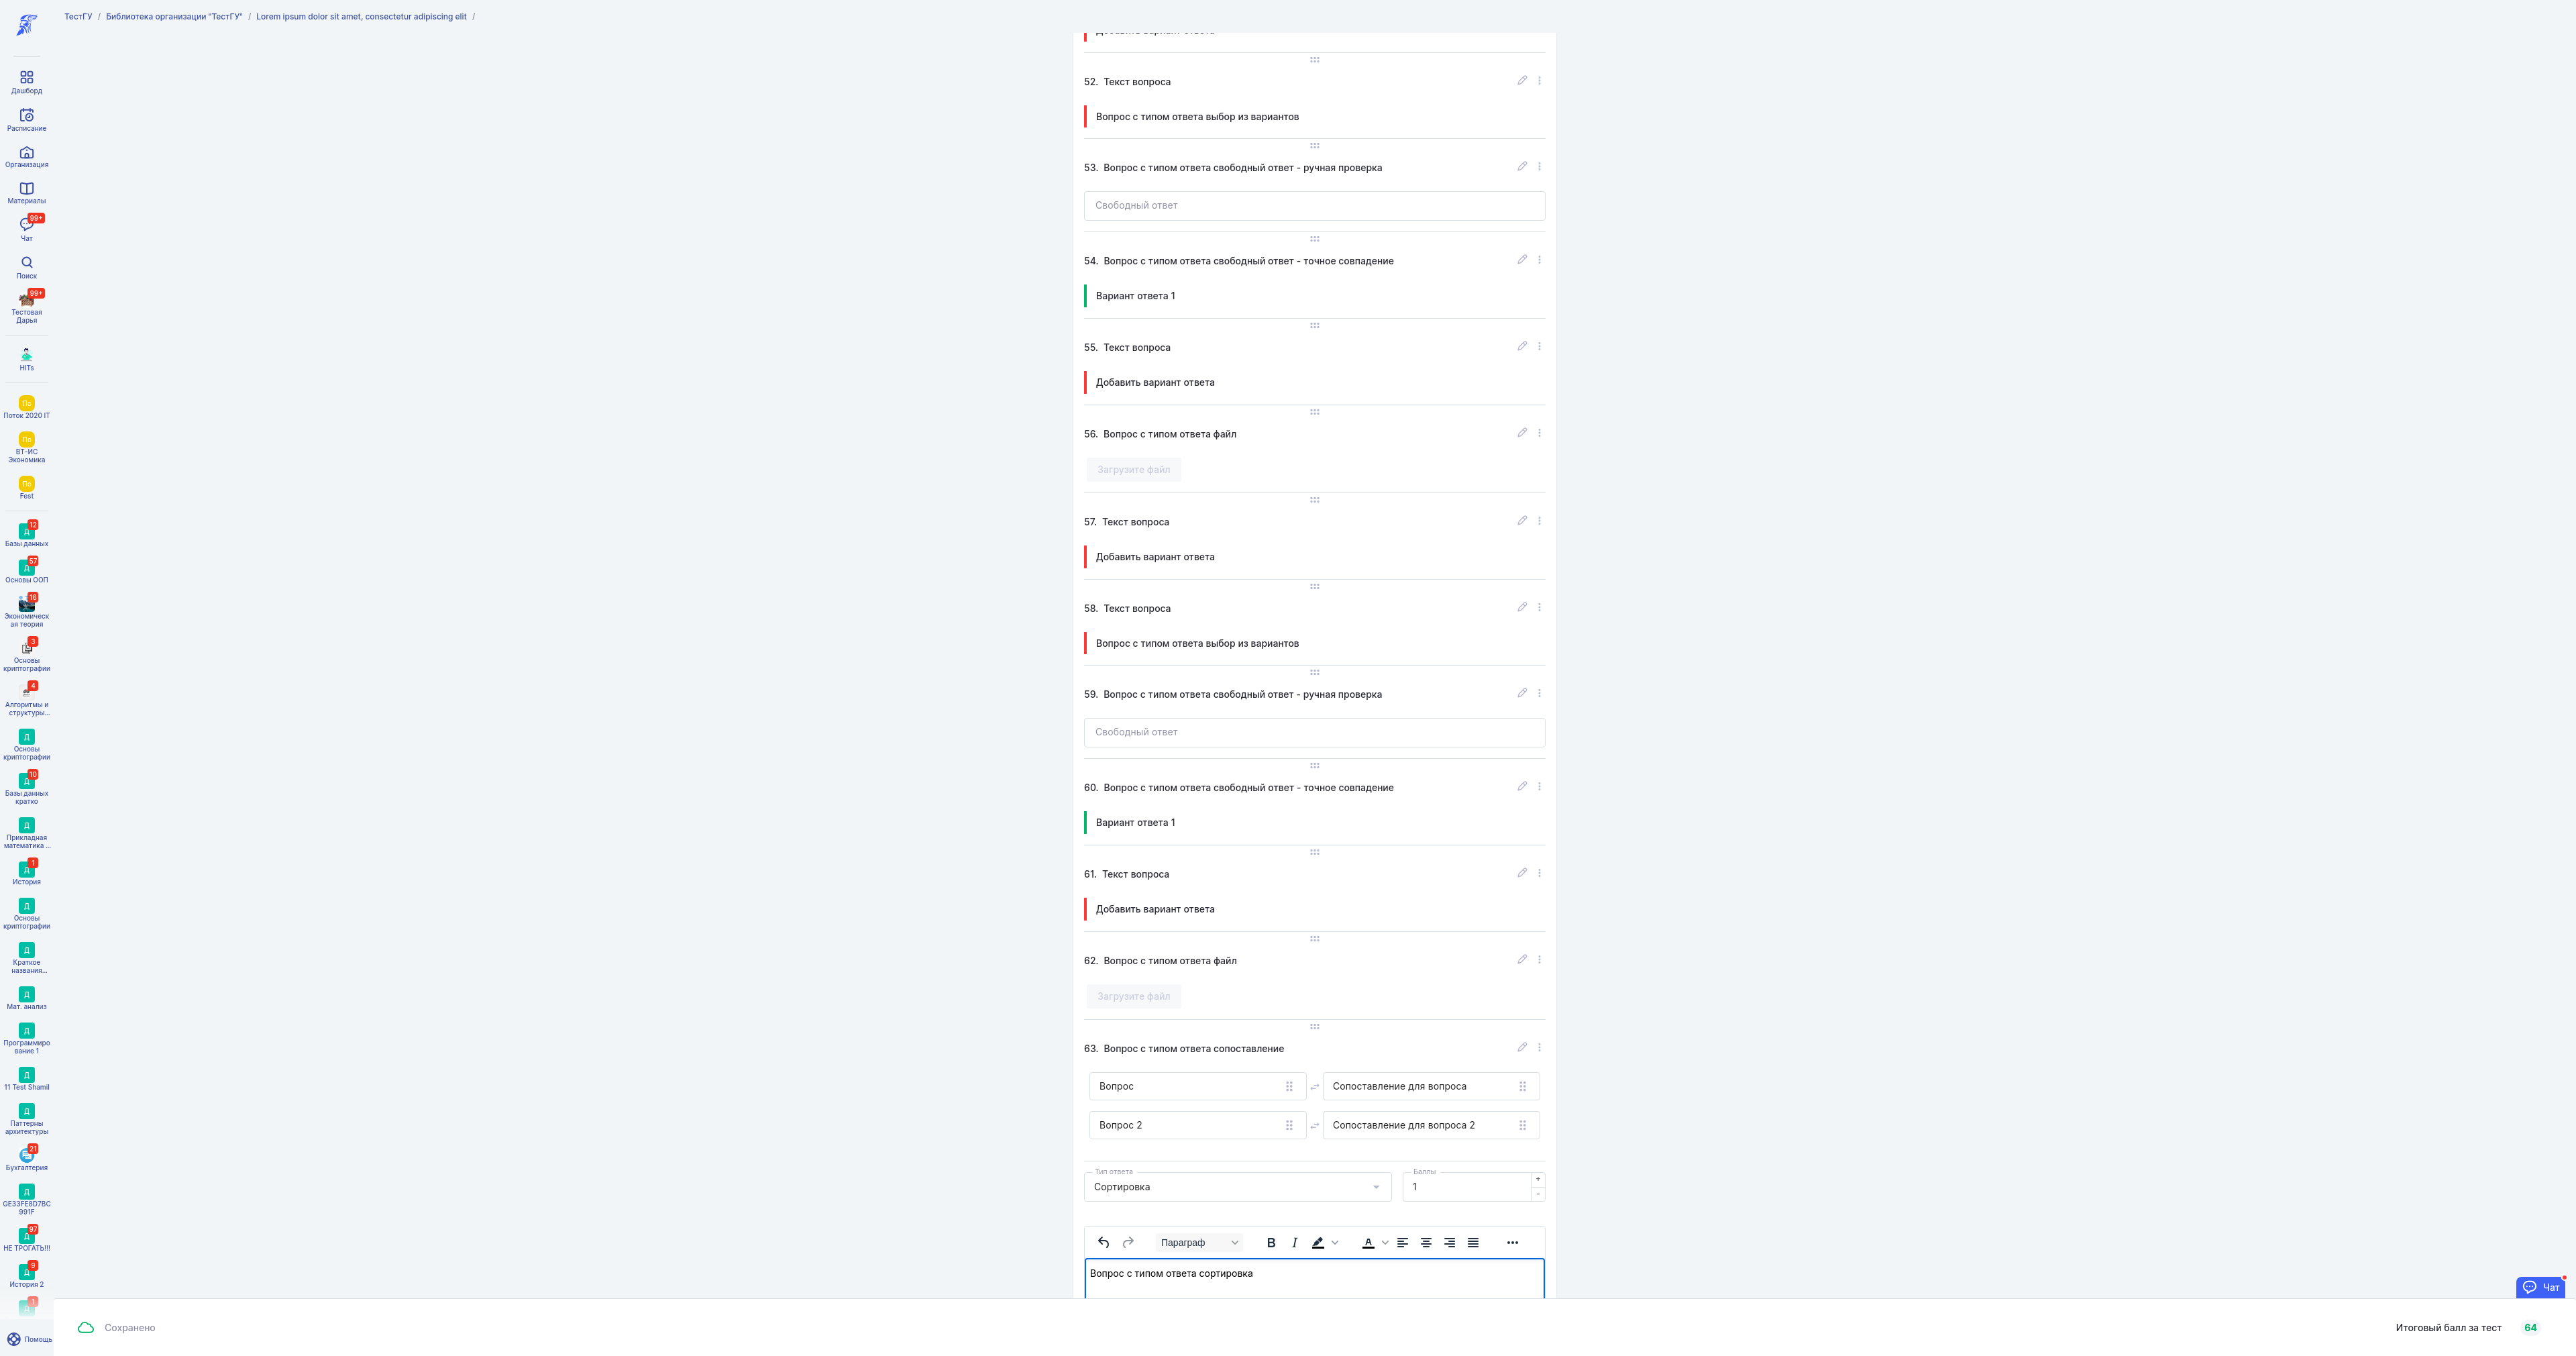 ТестГУ / Библиотека организации "ТестГУ" / Lorem ipsum dolor sit amet, consectetur adipiscing elit /
Дашборд
Расписание
Организация
Материалы
99+
Чат
Поиск
99+
Тестовая
Дарья
HITs
По
Поток 2020 IT
По
ВТ-ИС
Экономика
По
Fest
12
Д
Базы данных
57
Д
Основы ООП
16
Экономическ
ая теория
3
Основы
криптографии
4
Алгоритмы и
структуры...
Д
Основы
криптографии
10
Д
Базы данных
кратко
Д
Прикладная
математика ...
1
Д
История
Д
Основы
криптографии
Д
Краткое
названия...
Д
Мат. анализ
Д
Программиро
вание 1
Д
11 Test Shamil
Д
Паттерны
архитектуры
21
Бухгалтерия
Д
GE33FE8D7BC
991F
97
Д
НЕ ТРОГАТЬ!!!
9
Д
История 2
1
Д
Помощь
Добавить вариант ответа
52. Текст вопроса
Вопрос с типом ответа выбор из вариантов
53. Вопрос с типом ответа свободный ответ - ручная проверка
Свободный ответ
54. Вопрос с типом ответа свободный ответ - точное совпадение
Вариант ответа 1
55. Текст вопроса
Добавить вариант ответа
56. Вопрос с типом ответа файл
Загрузите файл
57. Текст вопроса
Добавить вариант ответа
58. Текст вопроса
Вопрос с типом ответа выбор из вариантов
59. Вопрос с типом ответа свободный ответ - ручная проверка
Свободный ответ
60. Вопрос с типом ответа свободный ответ - точное совпадение
Вариант ответа 1
61. Текст вопроса
Добавить вариант ответа
62. Вопрос с типом ответа файл
Загрузите файл
63. Вопрос с типом ответа сопоставление
Вопрос Сопоставление для вопроса
Вопрос 2 Сопоставление для вопроса 2
Тип ответа Баллы
Сортировка 1 + -
Параграф B I A
Вопрос с типом ответа сортировка
Чат
Сохранено Итоговый балл за тест 64